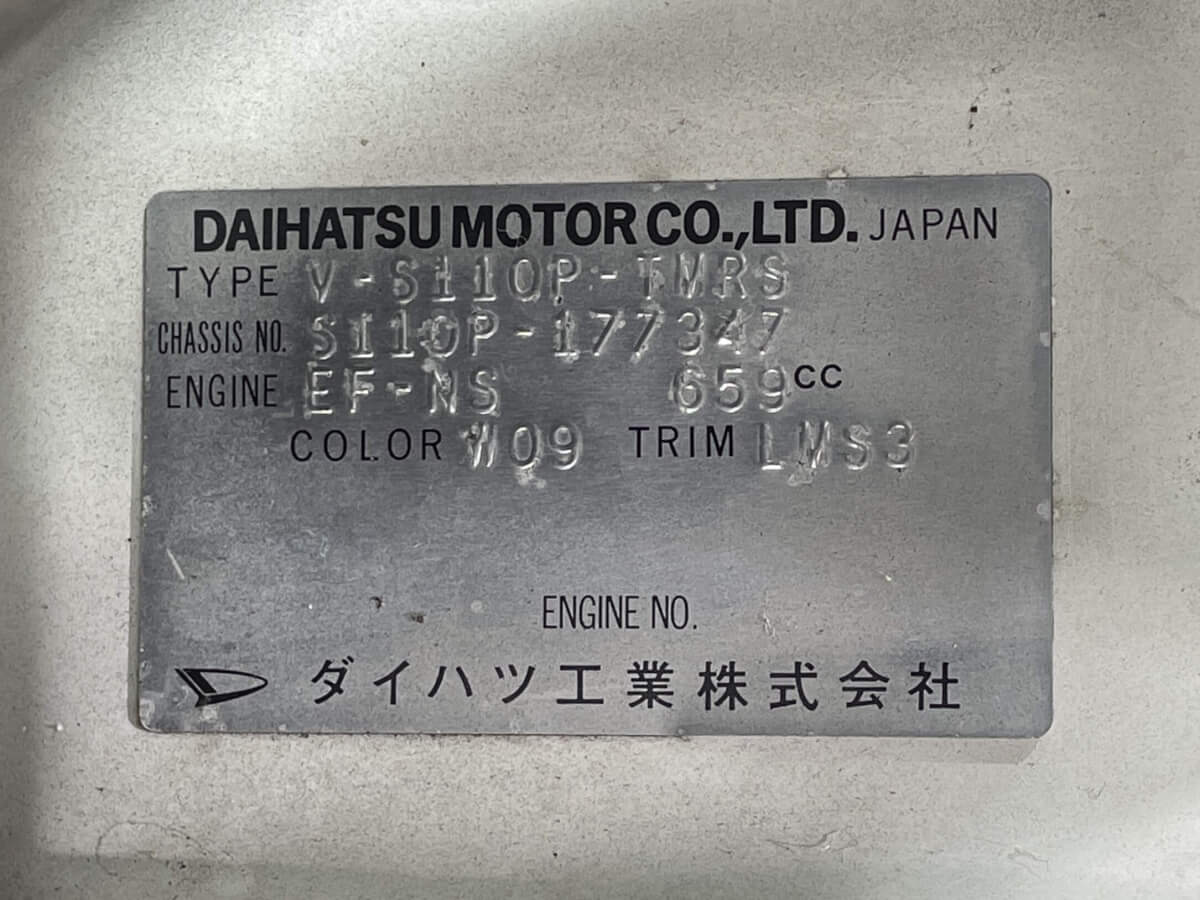 DAIHATSU MOTOR CO.,LTD. JAPAN
TYPE V-S110P-TMRS
CHASSIS NO. S110P-177347
ENGINE EF-NS 659CC
COLOR W09 TRIM LMS3
ENGINE NO.
ダイハツ工業株式会社